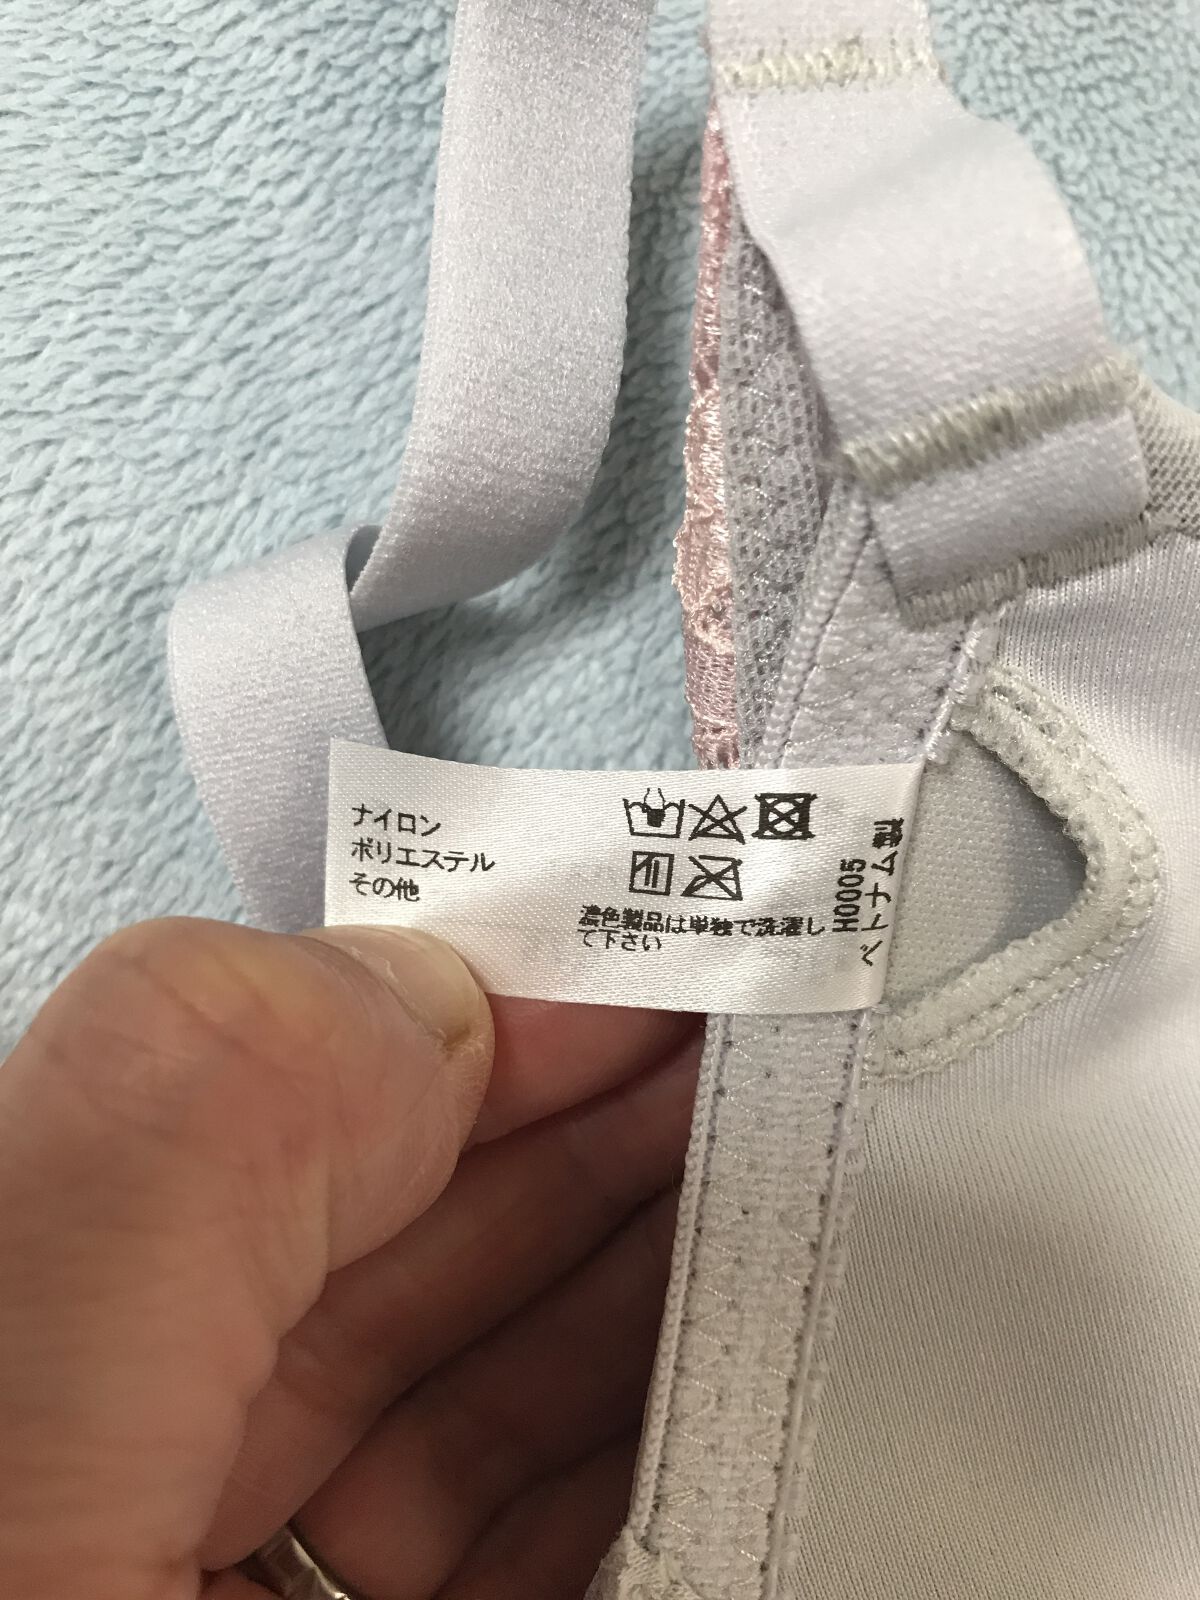 ナイロン
ポリエステル
その他
濃色製品は単独で洗濯し
て下さい
H0005
ベトナム製